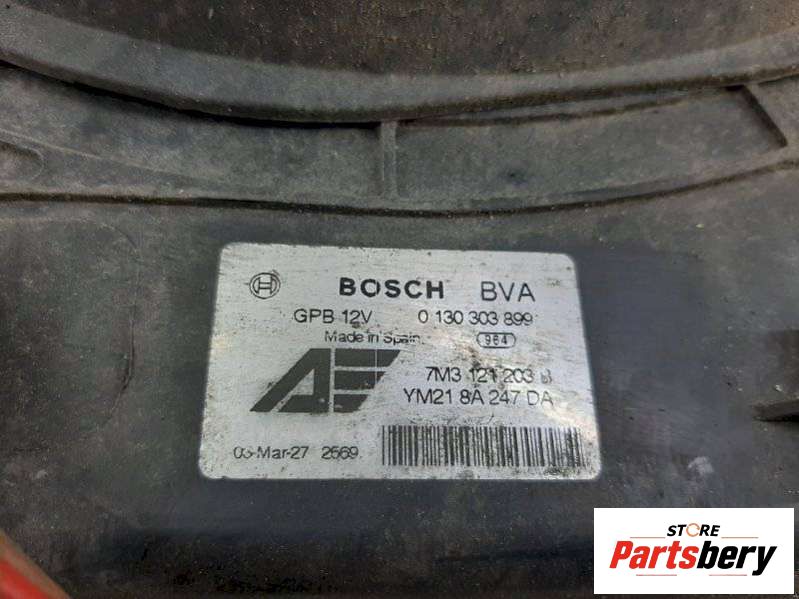 BOSCH BVA
GPB 12V 0 130 303 899
Made in Spain 964
7M3 121 203
YM21 8A 247 DA
03-Mar-27 2569
STORE
Partsbery